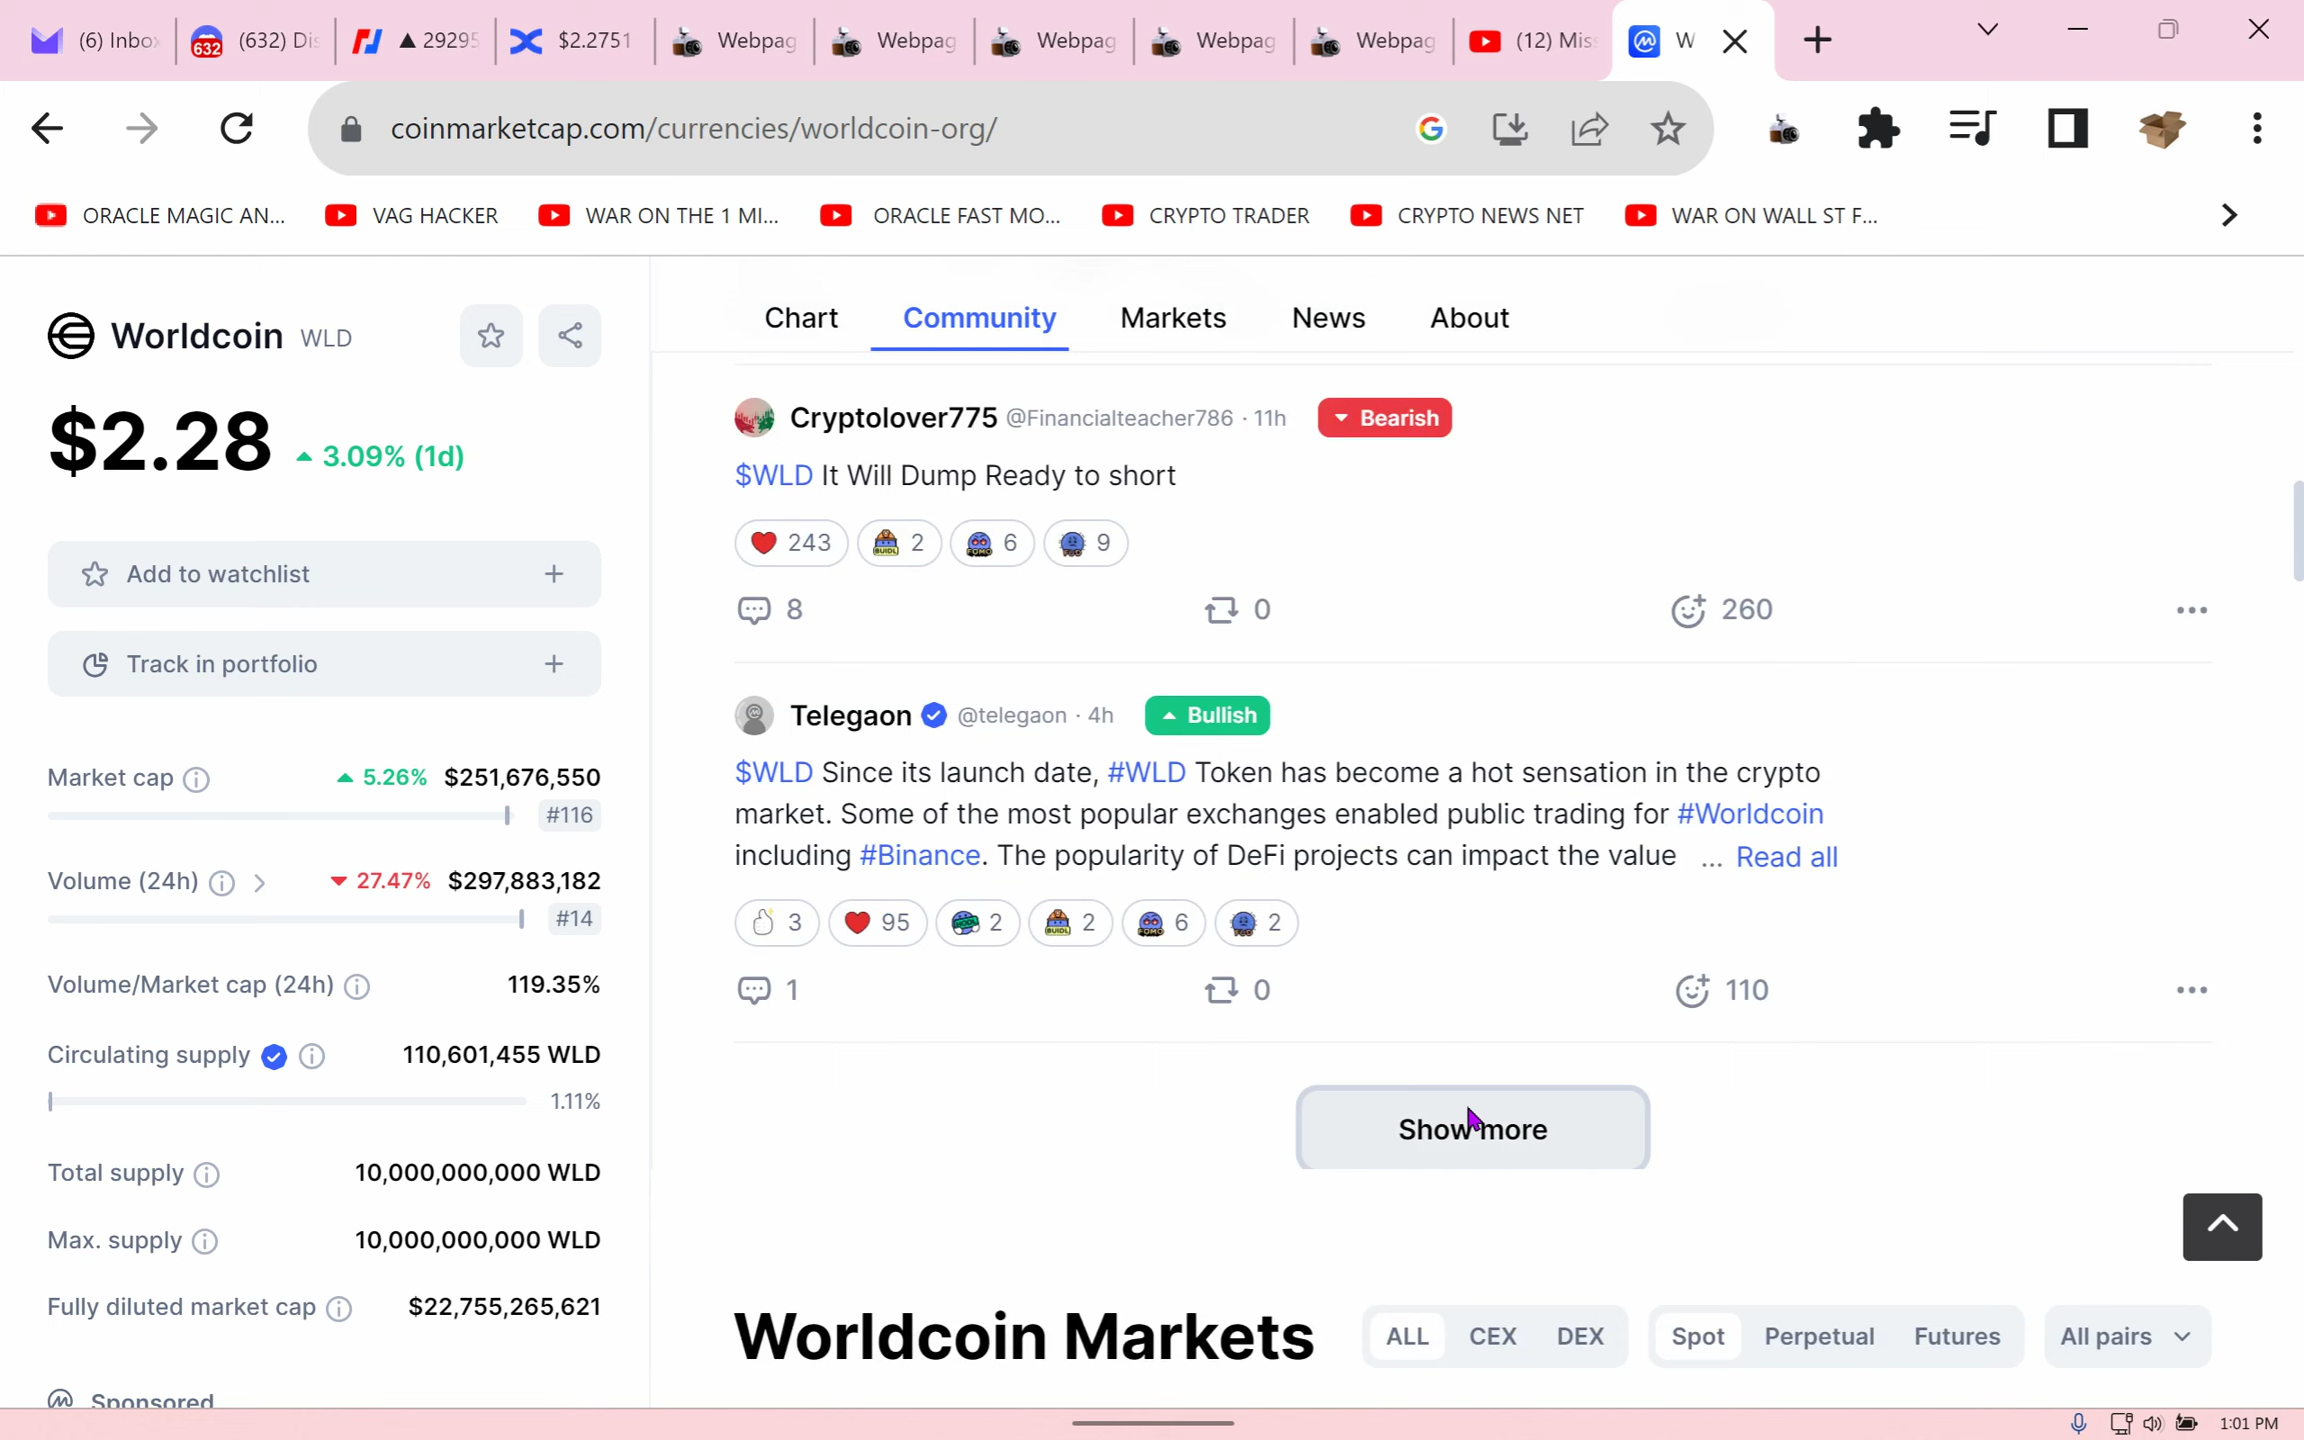 (6) Inbo
632
(632) Di
▲ 29295
$2.2751
Webpag
Webpag
Webpag
Webpag
Webpag
(12) Mis
W
coinmarketcap.com/currencies/worldcoin-org/
ORACLE MAGIC AN...
VAG HACKER
WAR ON THE 1 MI...
ORACLE FAST MO...
CRYPTO TRADER
CRYPTO NEWS NET
WAR ON WALL ST F...
Worldcoin WLD
$2.28 3.09% (1d)
Add to watchlist
Track in portfolio
Market cap 5.26% $251,676,550
#116
Volume (24h) 27.47% $297,883,182
#14
Volume/Market cap (24h) 119.35%
Circulating supply 110,601,455 WLD
1.11%
Total supply 10,000,000,000 WLD
Max. supply 10,000,000,000 WLD
Fully diluted market cap $22,755,265,621
Sponsored
Chart Community Markets News About
Cryptolover775 @Financialteacher786 · 11h Bearish
$WLD It Will Dump Ready to short
243 BUIDL 2 FOMO 6 FUD 9
8 0 260
Telegaon @telegaon · 4h Bullish
$WLD Since its launch date, #WLD Token has become a hot sensation in the crypto
market. Some of the most popular exchanges enabled public trading for #Worldcoin
including #Binance. The popularity of DeFi projects can impact the value ... Read all
3 95 HODL 2 BUIDL 2 FOMO 6 FUD 2
1 0 110
Show more
Worldcoin Markets ALL CEX DEX Spot Perpetual Futures All pairs
1:01 PM